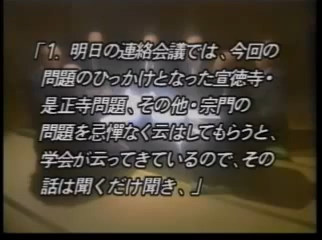 「1. 明日の連絡会議では、今回の
問題のひっかけとなった宣徳寺・
是正寺問題、その他・宗門の
問題を忌憚なく云はしてもらうと、
学会が云ってきているので、その
話は聞くだけ聞き、」